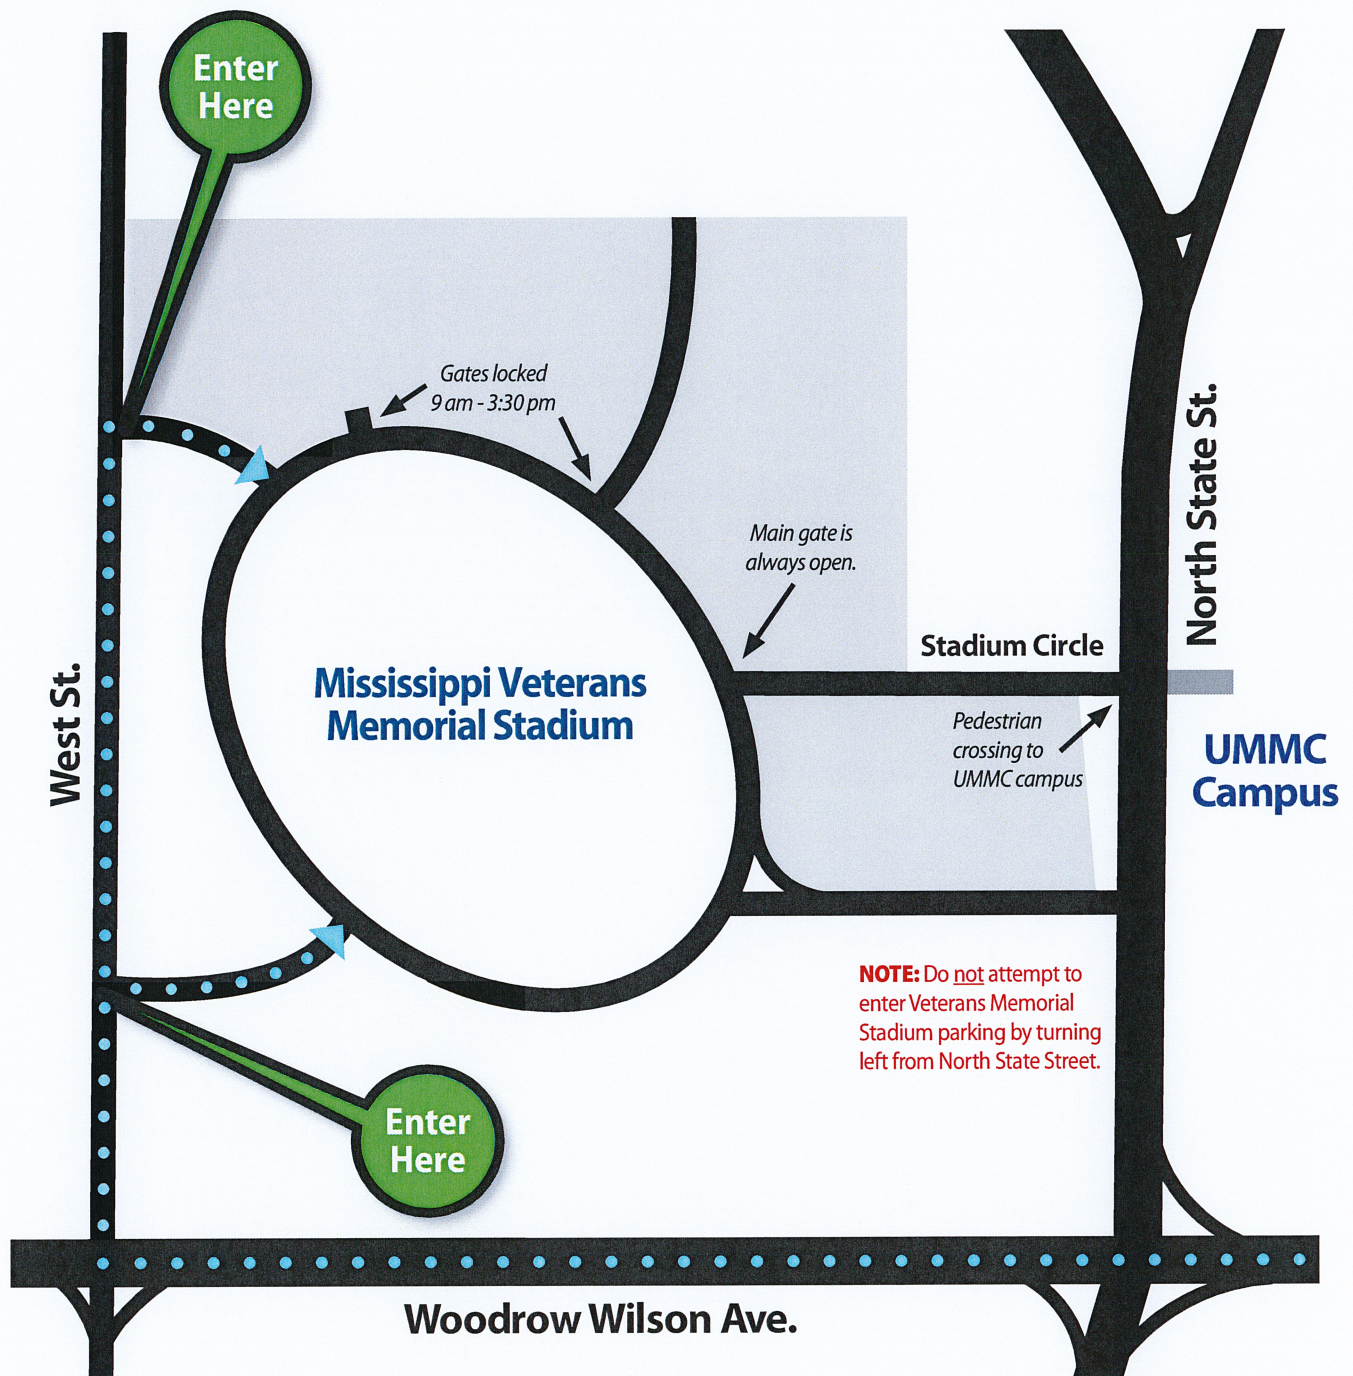 Enter
Here
Gates locked
9 am - 3:30 pm
Main gate is
always open.
North State St.
Stadium Circle
West St.
Mississippi Veterans
Memorial Stadium
Pedestrian
crossing to
UMMC campus
UMMC
Campus
NOTE: Do not attempt to
enter Veterans Memorial
Stadium parking by turning
left from North State Street.
Enter
Here
Woodrow Wilson Ave.